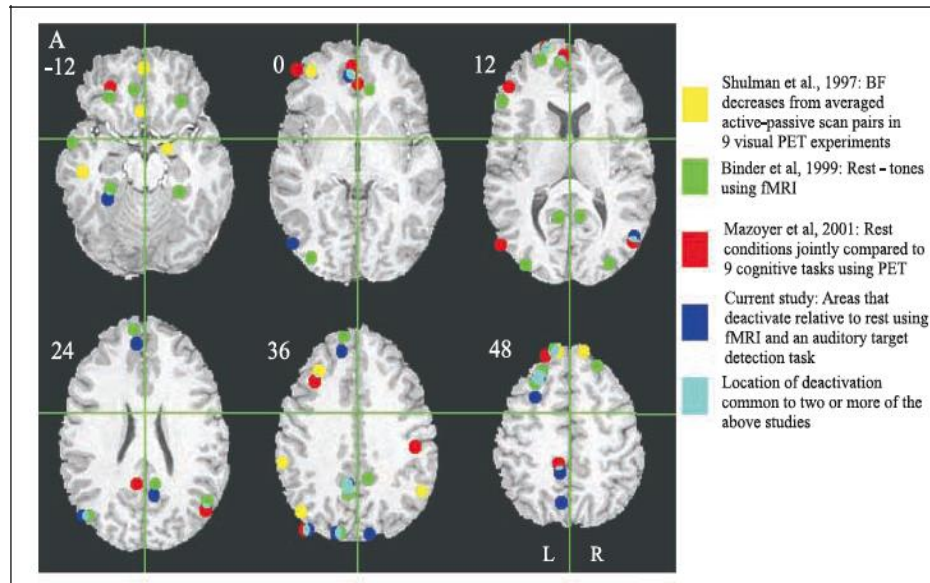 A
-12
0
12
24
36
48
L R
Shulman et al., 1997: BF
decreases from averaged
active–passive scan pairs in
9 visual PET experiments
Binder et al, 1999: Rest – tones
using fMRI
Mazoyer et al, 2001: Rest
conditions jointly compared to
9 cognitive tasks using PET
Current study: Areas that
deactivate relative to rest using
fMRI and an auditory target
detection task
Location of deactivation
common to two or more of the
above studies